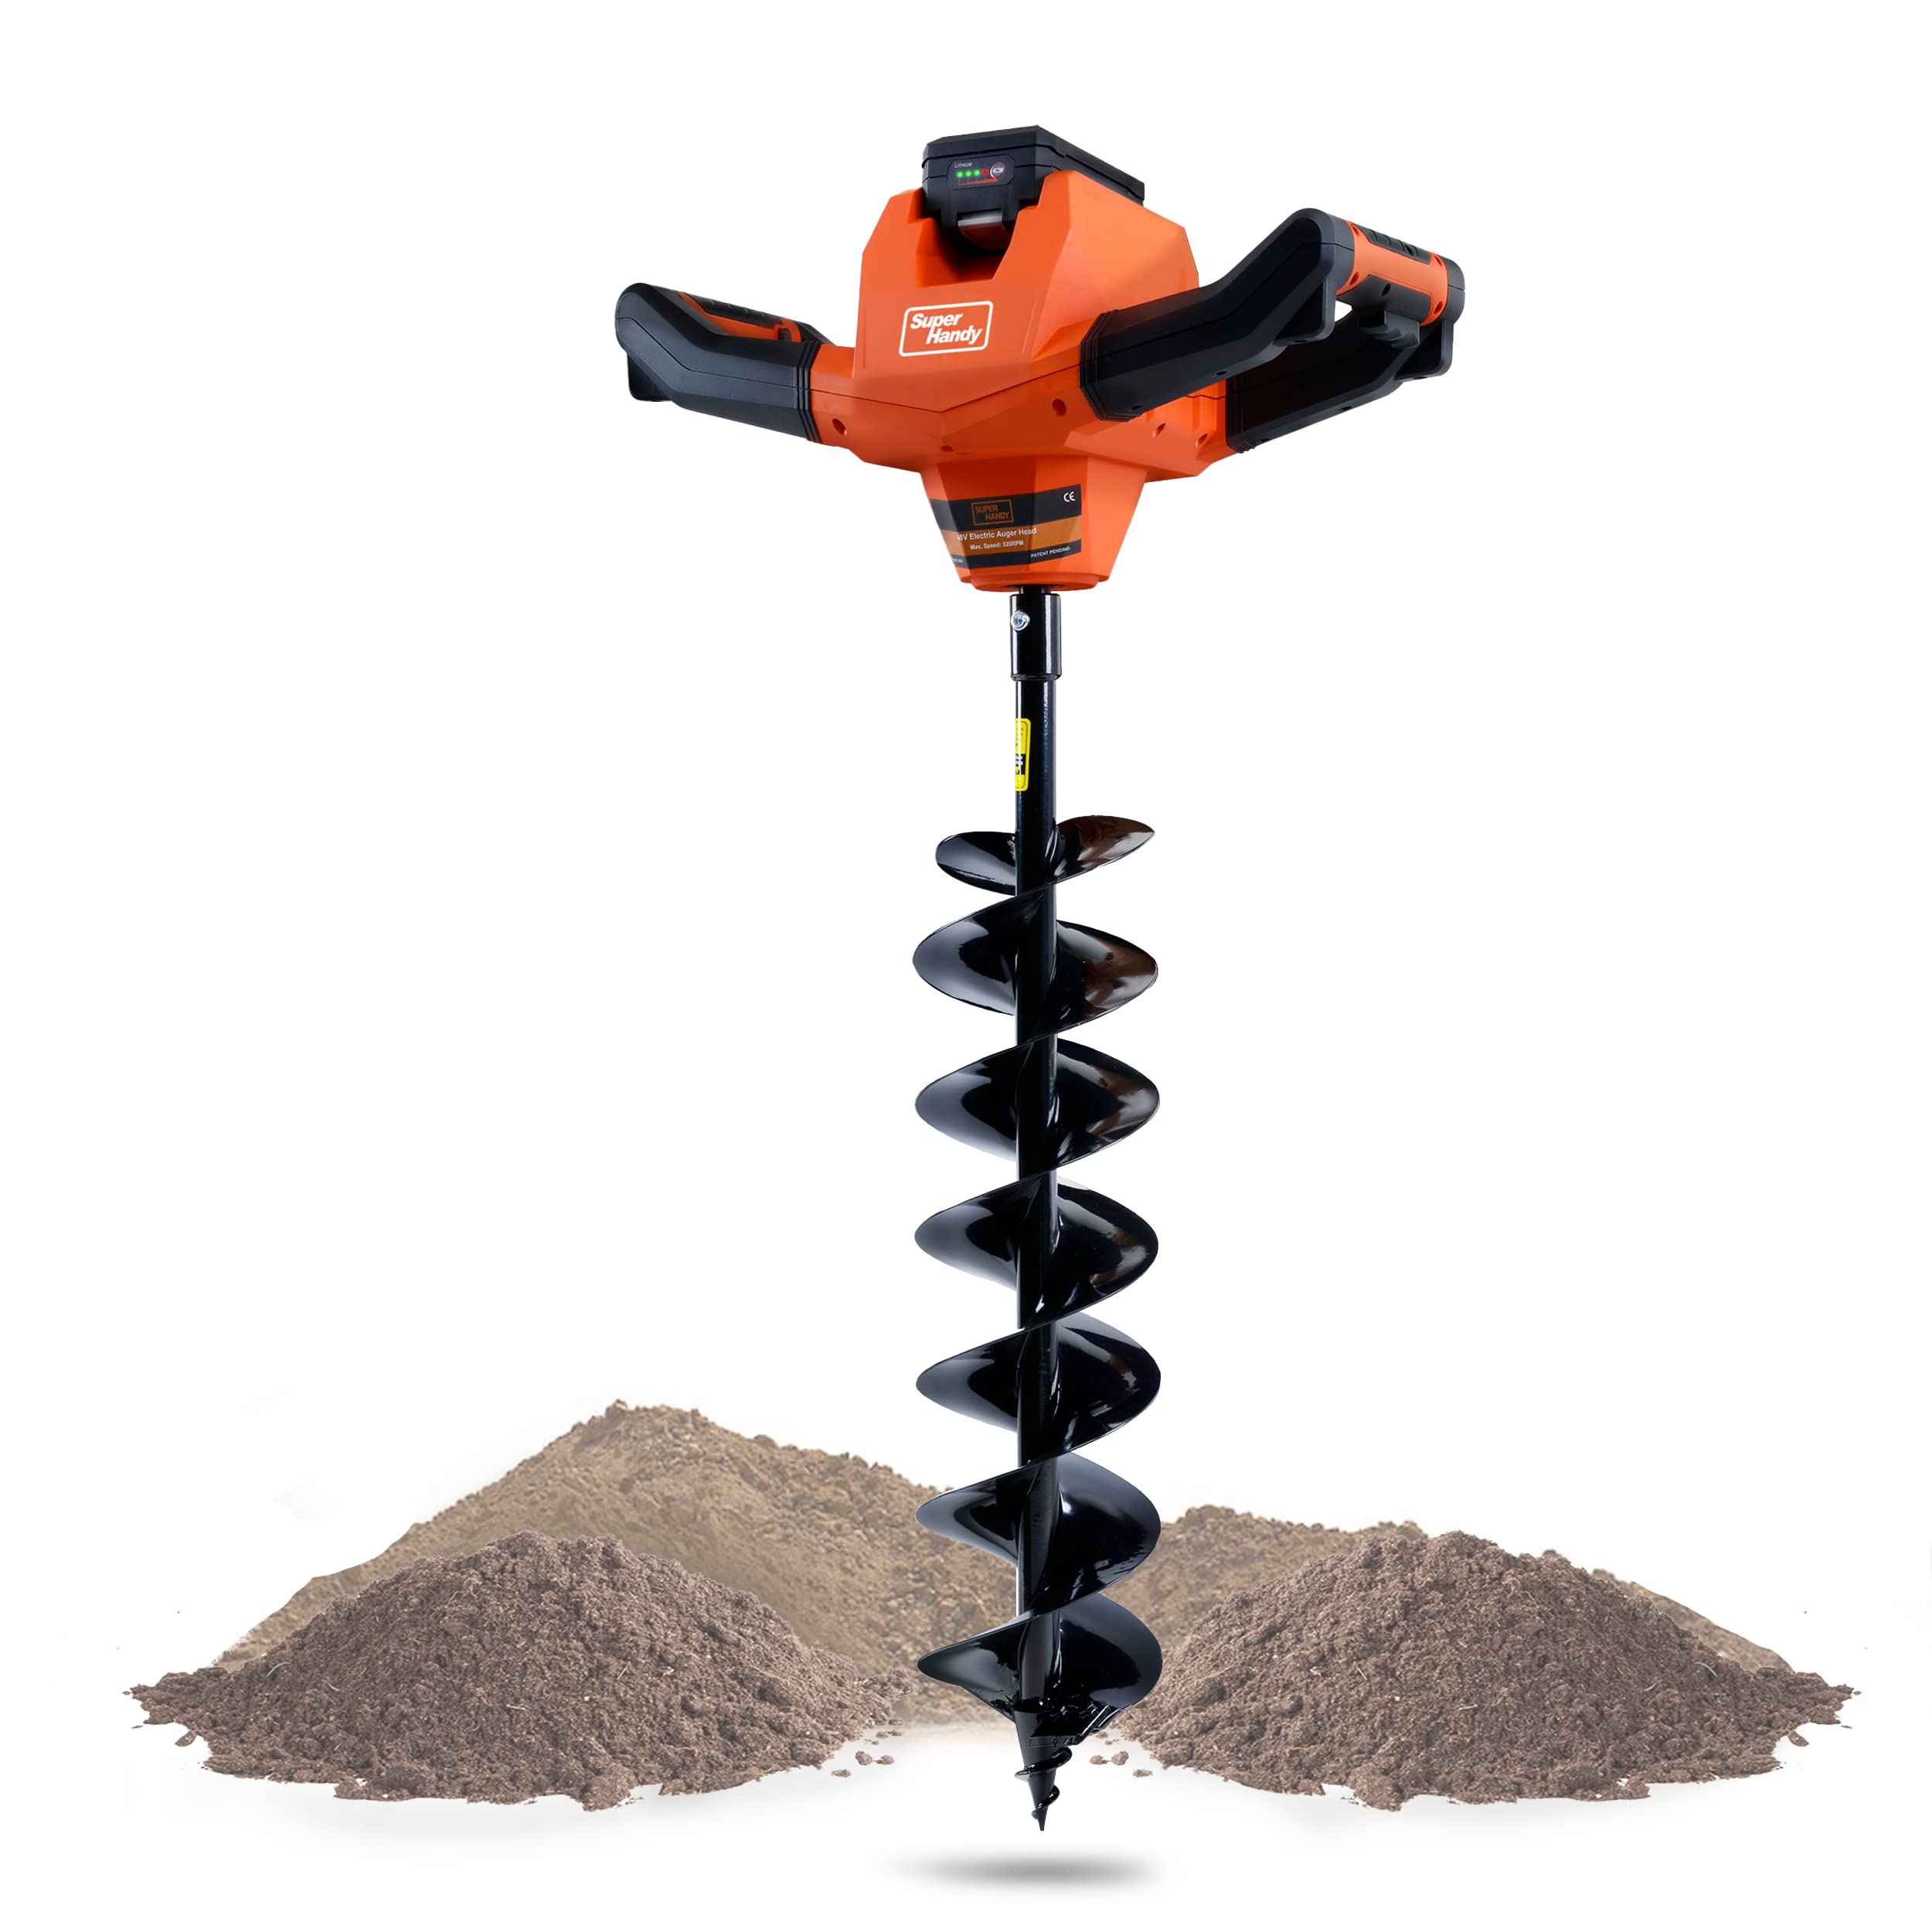 LITHIUM
Super
Handy
CE
SUPER
HANDY
48V Electric Auger Head
Max. Speed: 320RPM
PATENT PENDING